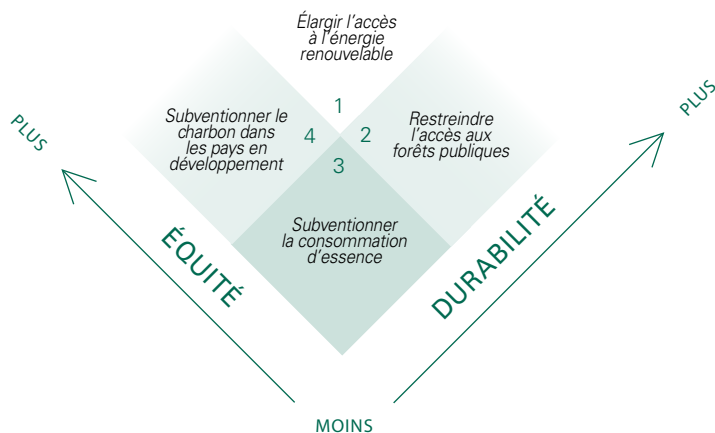 Élargir l’accès
à l’énergie
renouvelable
1
Subventionner le
charbon dans
les pays en
développement
4
2
Restreindre
l’accès aux
forêts publiques
3
Subventionner
la consommation
d’essence
PLUS
PLUS
ÉQUITÉ
DURABILITÉ
MOINS